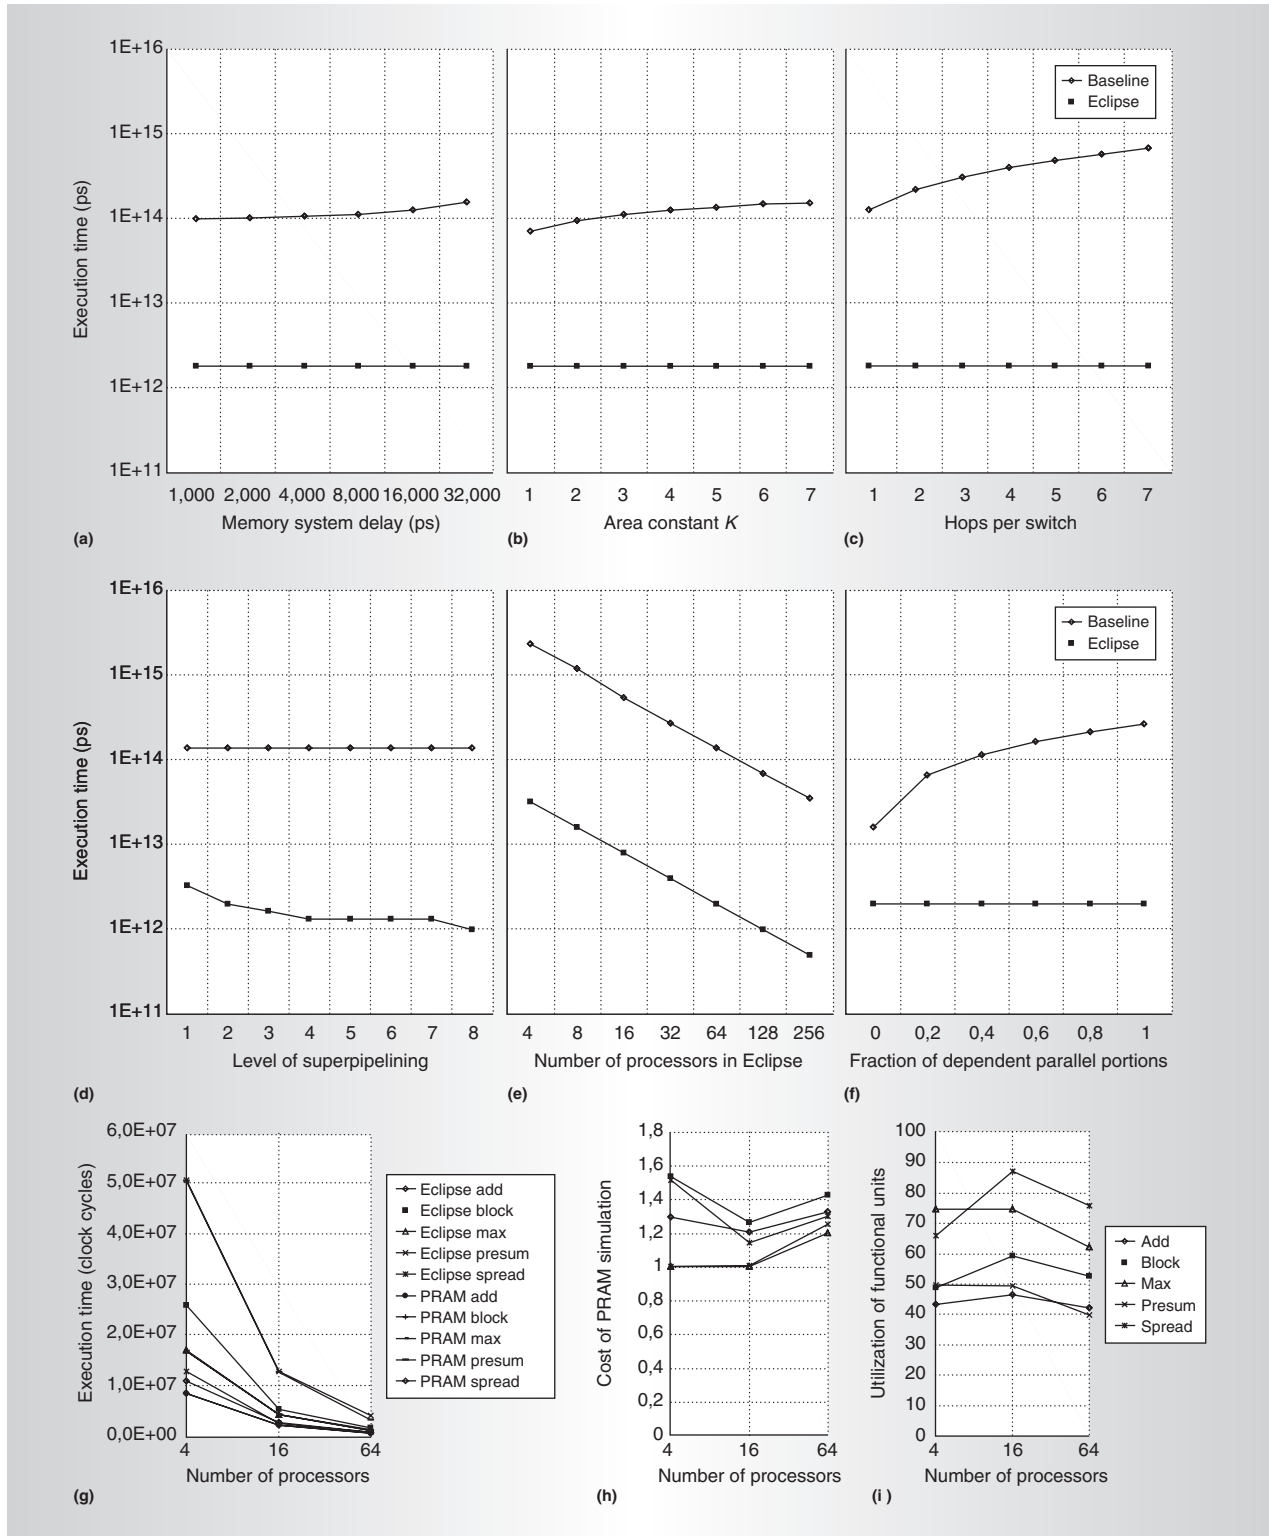 1E+16
1E+15
1E+14
1E+13
1E+12
1E+11
Execution time (ps)
1,000 2,000 4,000 8,000 16,000 32,000
Memory system delay (ps)
(a)
1 2 3 4 5 6 7
Area constant K
(b)
Baseline
Eclipse
1 2 3 4 5 6 7
Hops per switch
(c)
1E+16
1E+15
1E+14
1E+13
1E+12
1E+11
Execution time (ps)
1 2 3 4 5 6 7 8
Level of superpipelining
(d)
4 8 16 32 64 128 256
Number of processors in Eclipse
(e)
Baseline
Eclipse
0 0,2 0,4 0,6 0,8 1
Fraction of dependent parallel portions
(f)
6,0E+07
5,0E+07
4,0E+07
3,0E+07
2,0E+07
1,0E+07
0,0E+00
Execution time (clock cycles)
4 16 64
Number of processors
(g)
Eclipse add
Eclipse block
Eclipse max
Eclipse presum
Eclipse spread
PRAM add
PRAM block
PRAM max
PRAM presum
PRAM spread
1,8
1,6
1,4
1,2
1
0,8
0,6
0,4
0,2
0
Cost of PRAM simulation
4 16 64
Number of processors
(h)
100
90
80
70
60
50
40
30
20
10
0
Utilization of functional units
4 16 64
Number of processors
(i )
Add
Block
Max
Presum
Spread